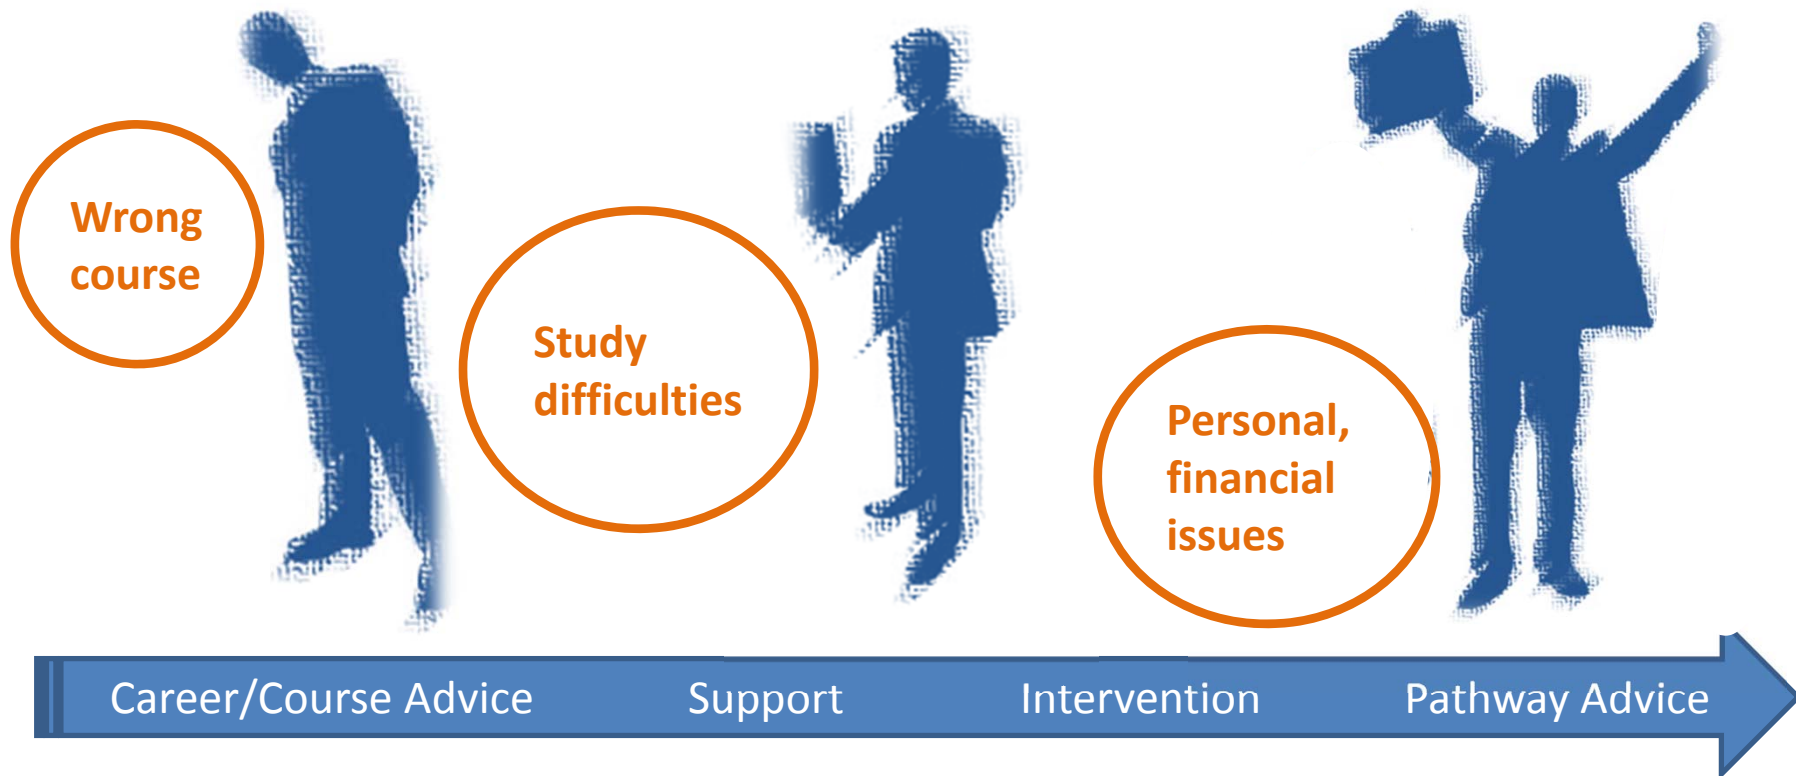 Wrong
course
Study
difficulties
Personal,
financial
issues
Career/Course Advice Support Intervention Pathway Advice